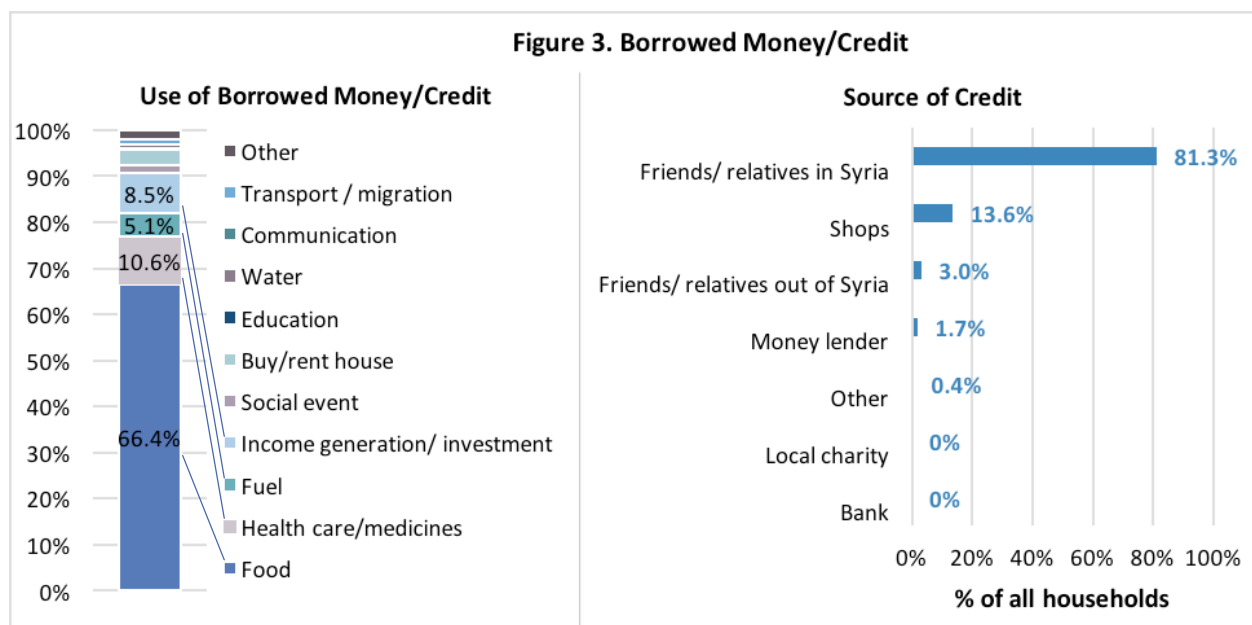 Figure 3. Borrowed Money/Credit
Use of Borrowed Money/Credit
100%
90%
80%
70%
60%
50%
40%
30%
20%
10%
0%
8.5%
5.1%
10.6%
66.4%
Other
Transport / migration
Communication
Water
Education
Buy/rent house
Social event
Income generation/ investment
Fuel
Health care/medicines
Food
Source of Credit
Friends/ relatives in Syria 81.3%
Shops 13.6%
Friends/ relatives out of Syria 3.0%
Money lender 1.7%
Other 0.4%
Local charity 0%
Bank 0%
0% 20% 40% 60% 80% 100%
% of all households